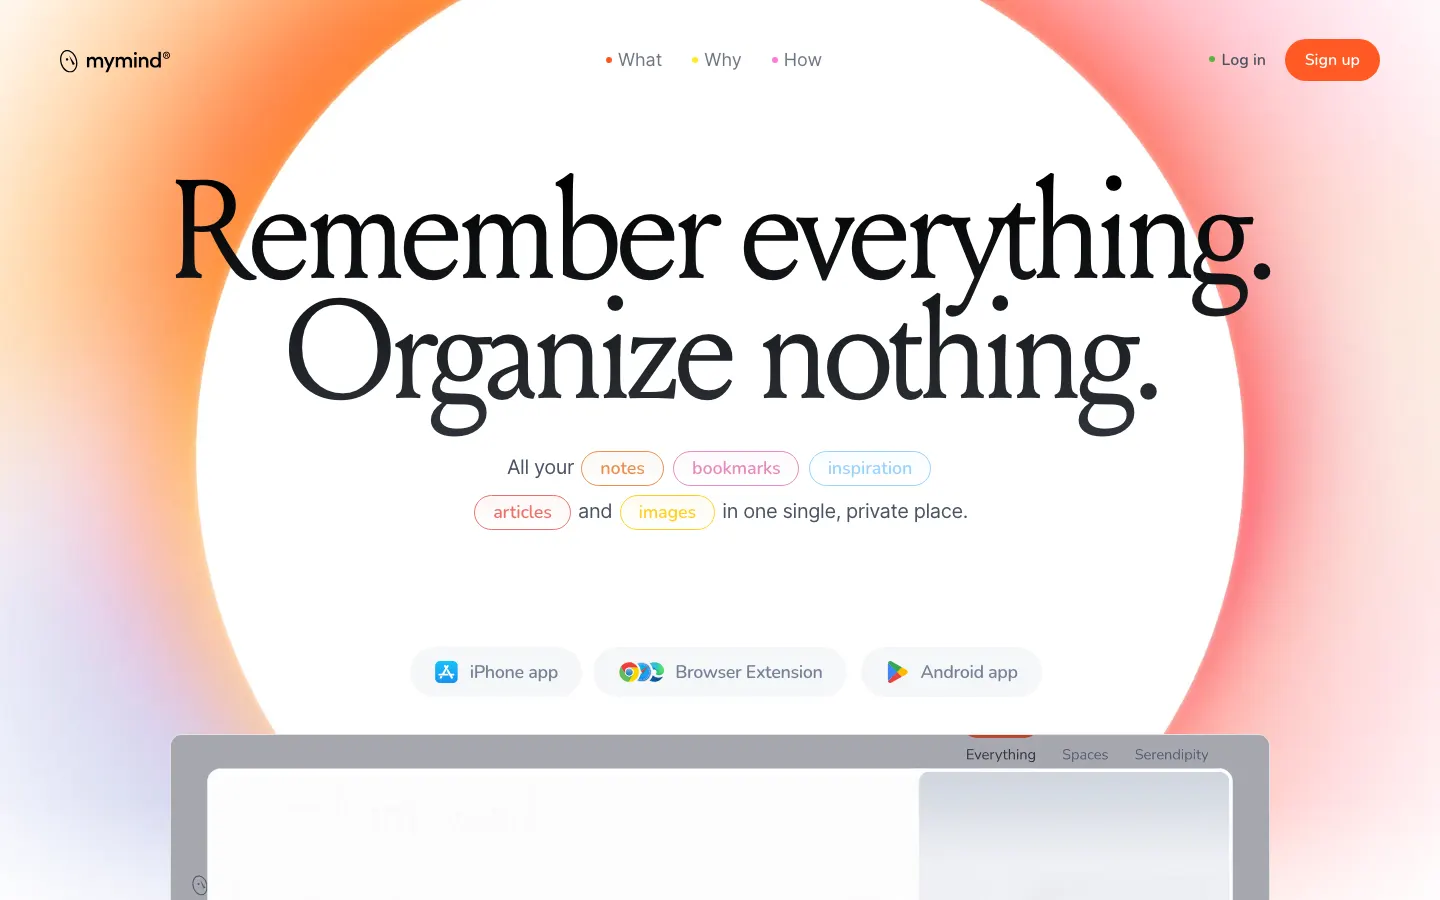 mymind®
What
Why
How
Log in
Sign up
Remember everything.
Organize nothing.
All your notes bookmarks inspiration
articles and images in one single, private place.
iPhone app
Browser Extension
Android app
Everything
Spaces
Serendipity